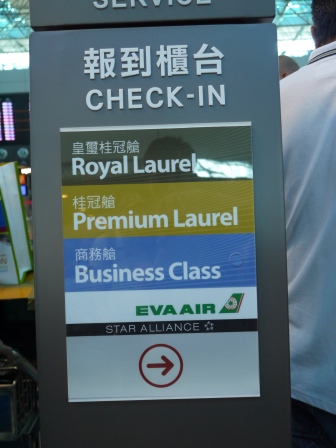 SERVICE
報到櫃台
CHECK-IN
皇璽桂冠艙
Royal Laurel
桂冠艙
Premium Laurel
商務艙
Business Class
EVA AIR
STAR ALLIANCE